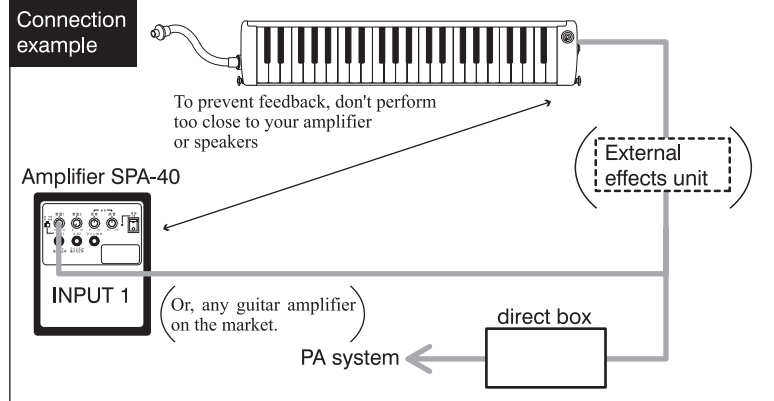 Connection
example
To prevent feedback, don't perform
too close to your amplifier
or speakers
External
effects unit
Amplifier SPA-40
INPUT 1
(Or, any guitar amplifier
on the market.)
direct box
PA system